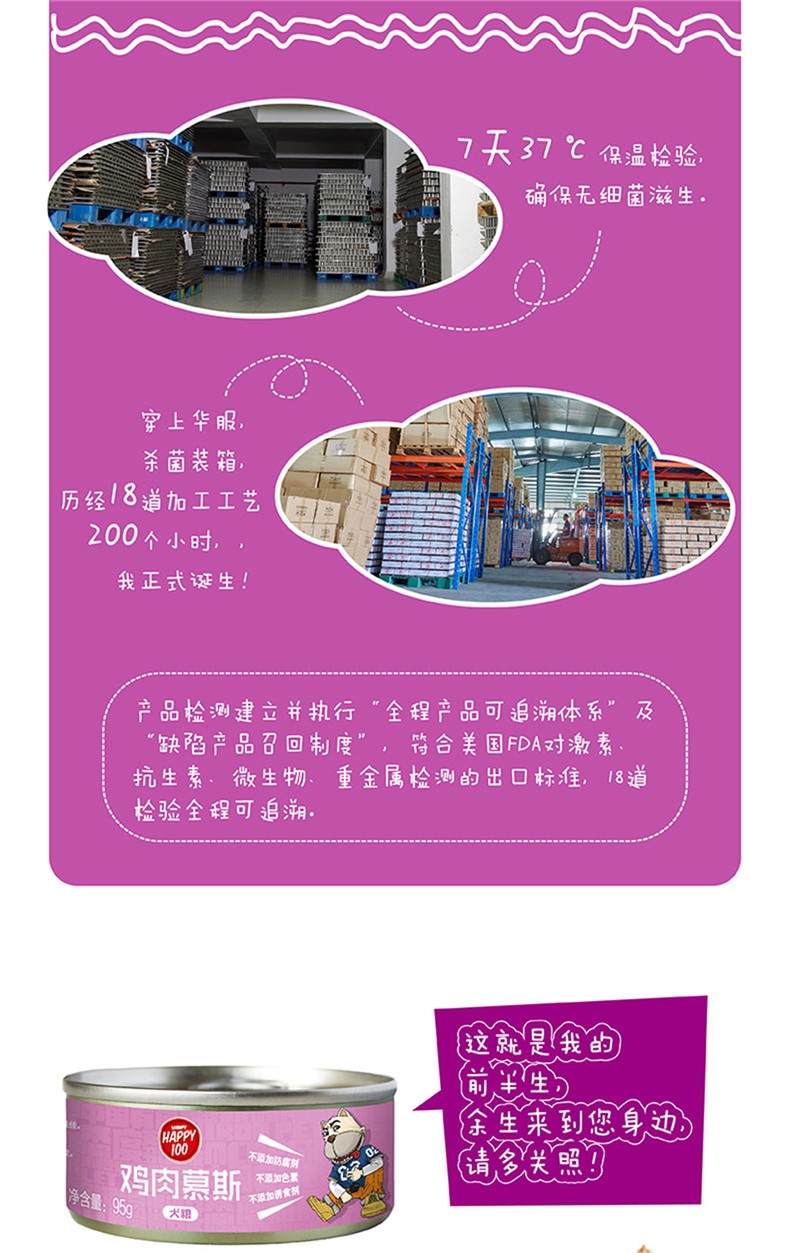 7天37℃ 保温检验,
确保无细菌滋生.
穿上华服,
杀菌装箱,
历经18道加工工艺
200个小时, ,
我正式诞生!
产品检测建立并执行“全程产品可追溯体系”及
“缺陷产品召回制度”, 符合美国FDA对激素、
抗生素、微生物、重金属检测的出口标准, 18道
检验全程可追溯。
这就是我的
前半生,
余生来到您身边,
请多关照!
WANPY
HAPPY
100
鸡肉慕斯
犬粮
净含量: 95g
不添加防腐剂
不添加色素
不添加诱食剂